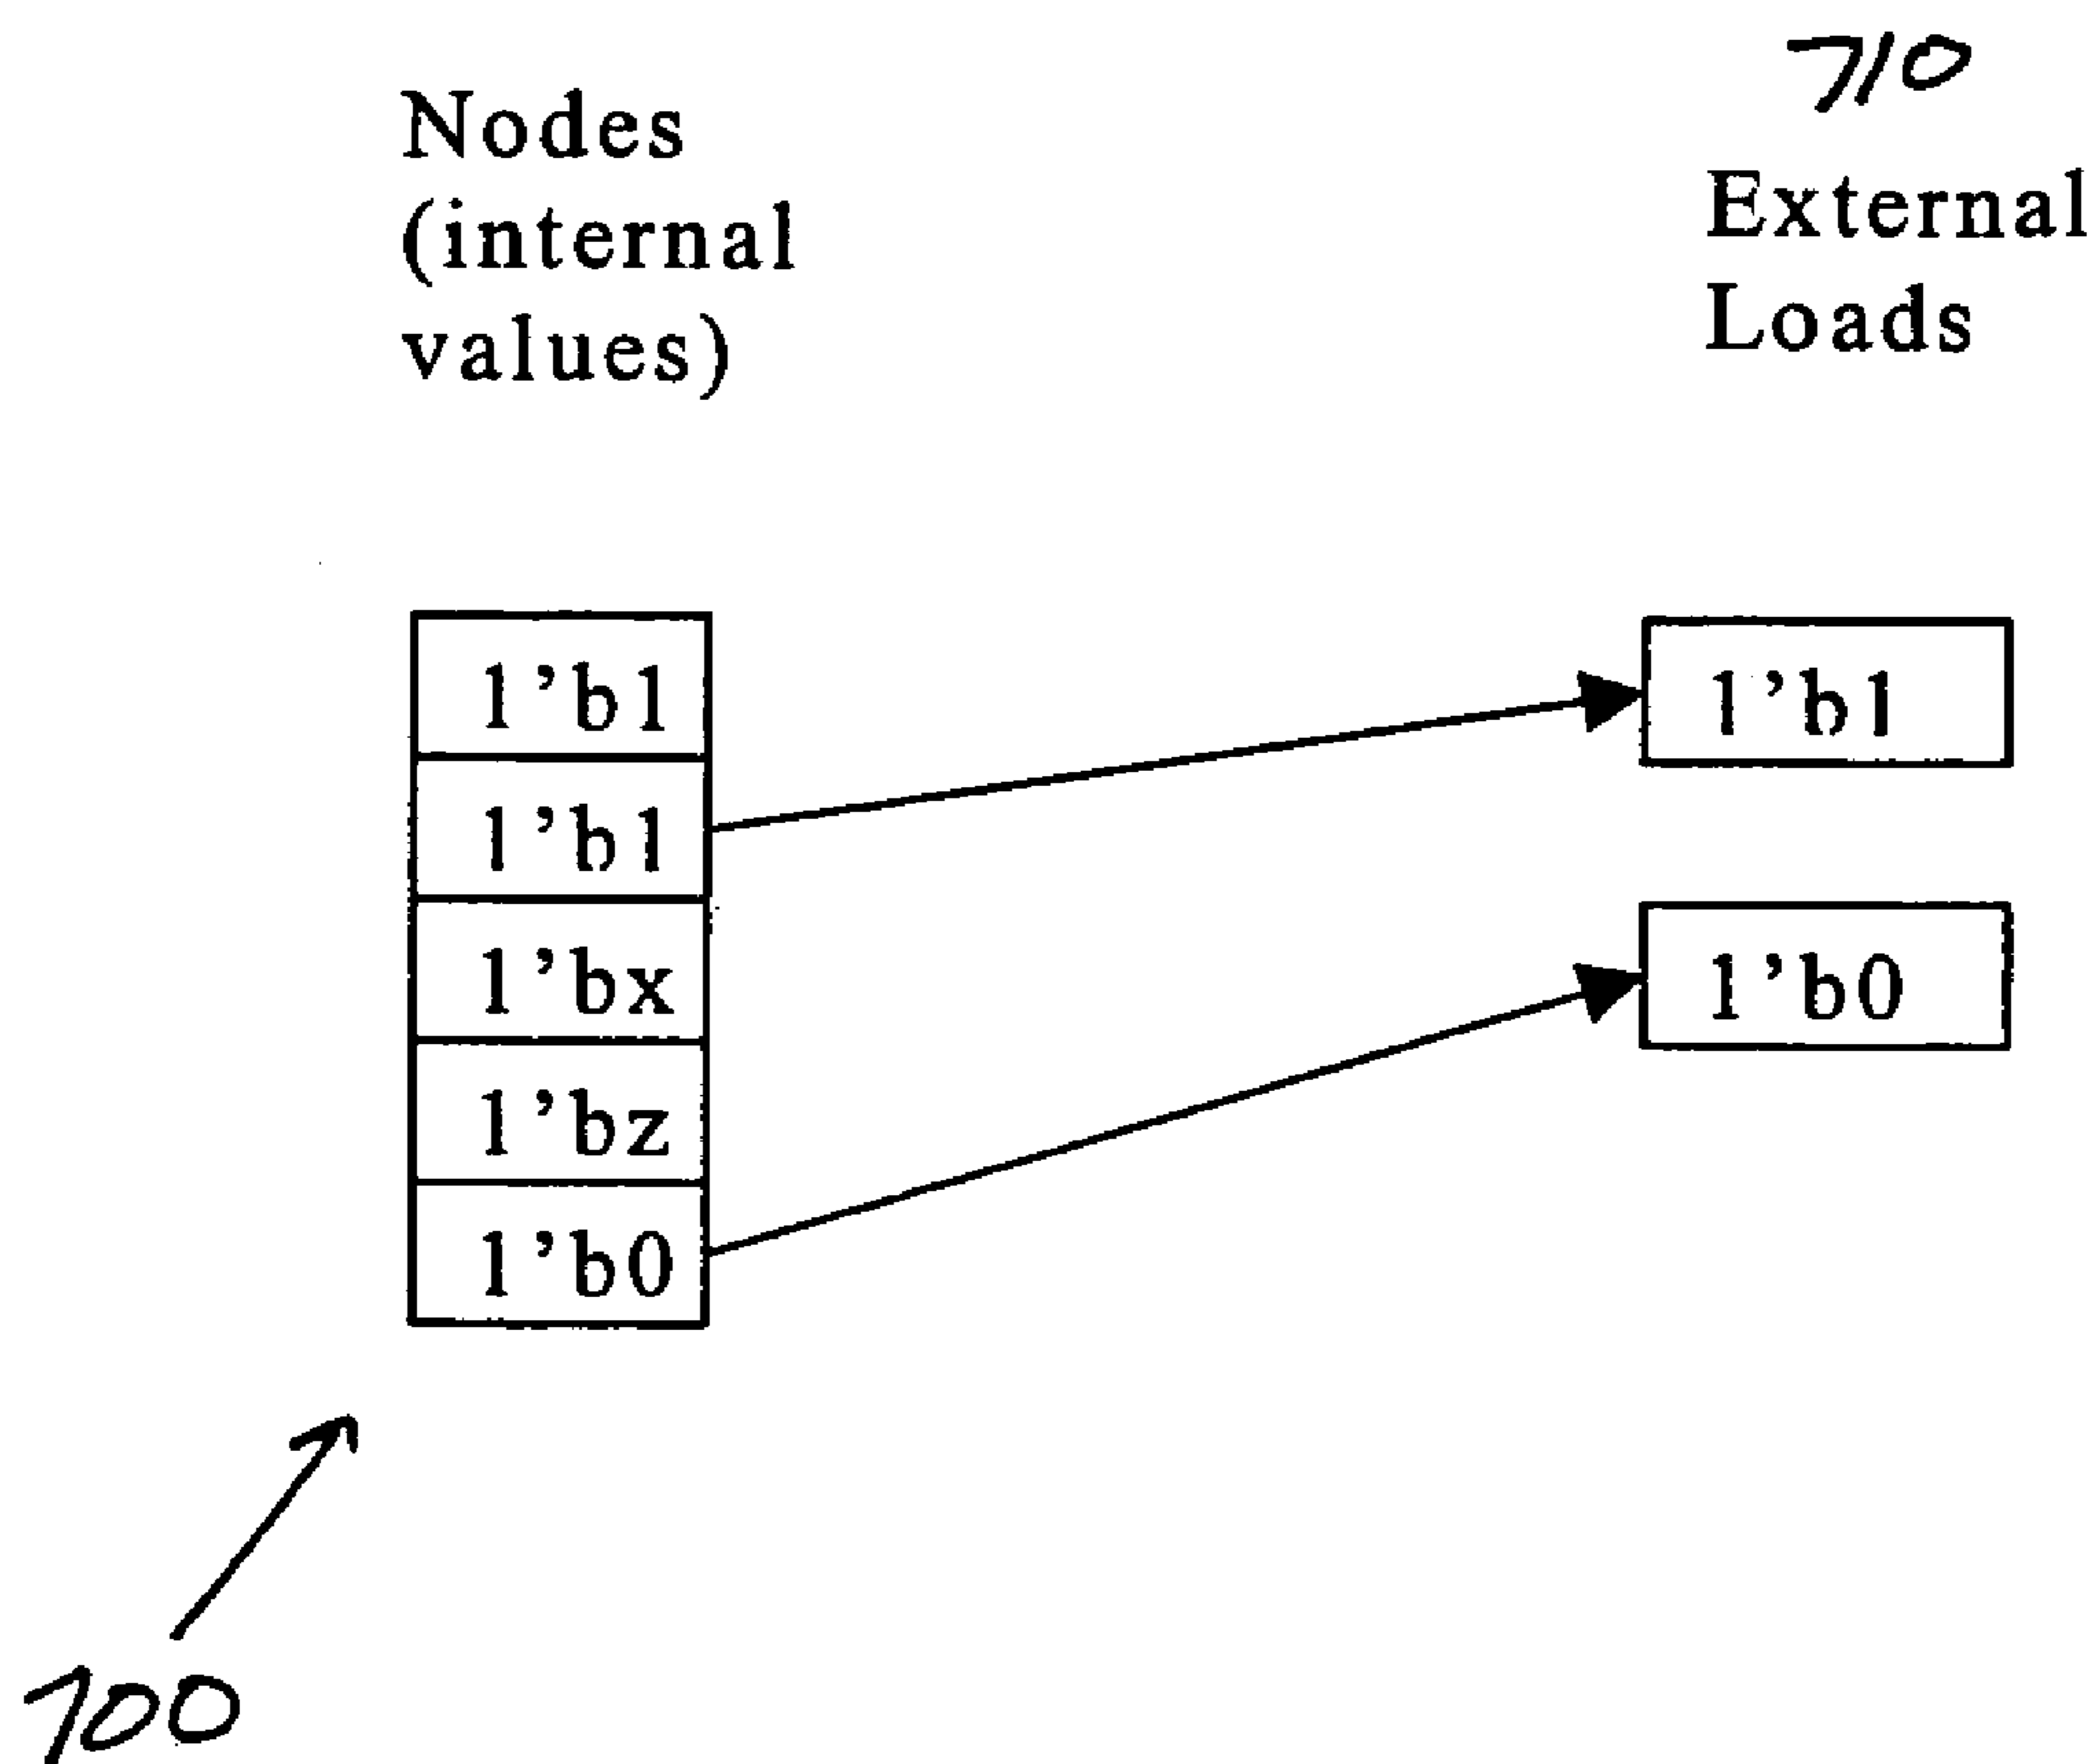 710
Nodes
(internal
values)
External
Loads
1'b1
1'b1
1'bx
1'bz
1'b0
1'b1
1'b0
700